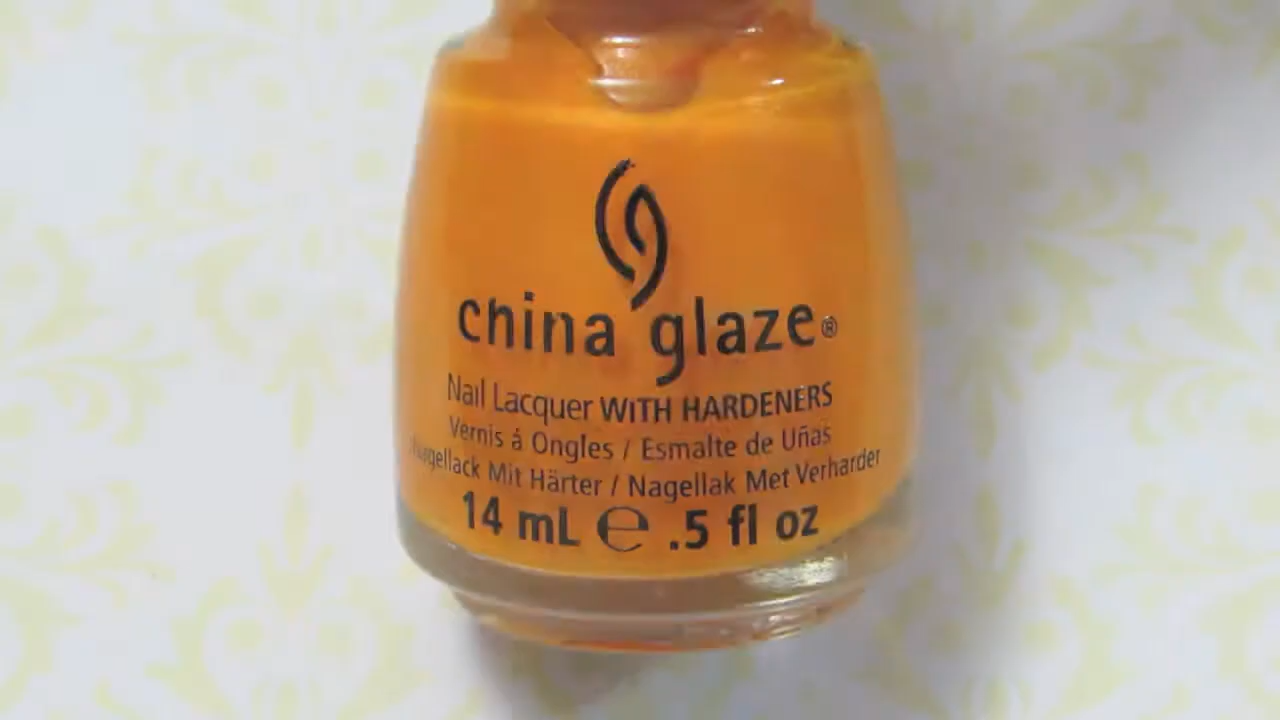 china glaze®
Nail Lacquer WITH HARDENERS
Vernis á Ongles / Esmalte de Uñas
Nagellack Mit Härter / Nagellak Met Verharder
14 mL ℮ .5 fl oz